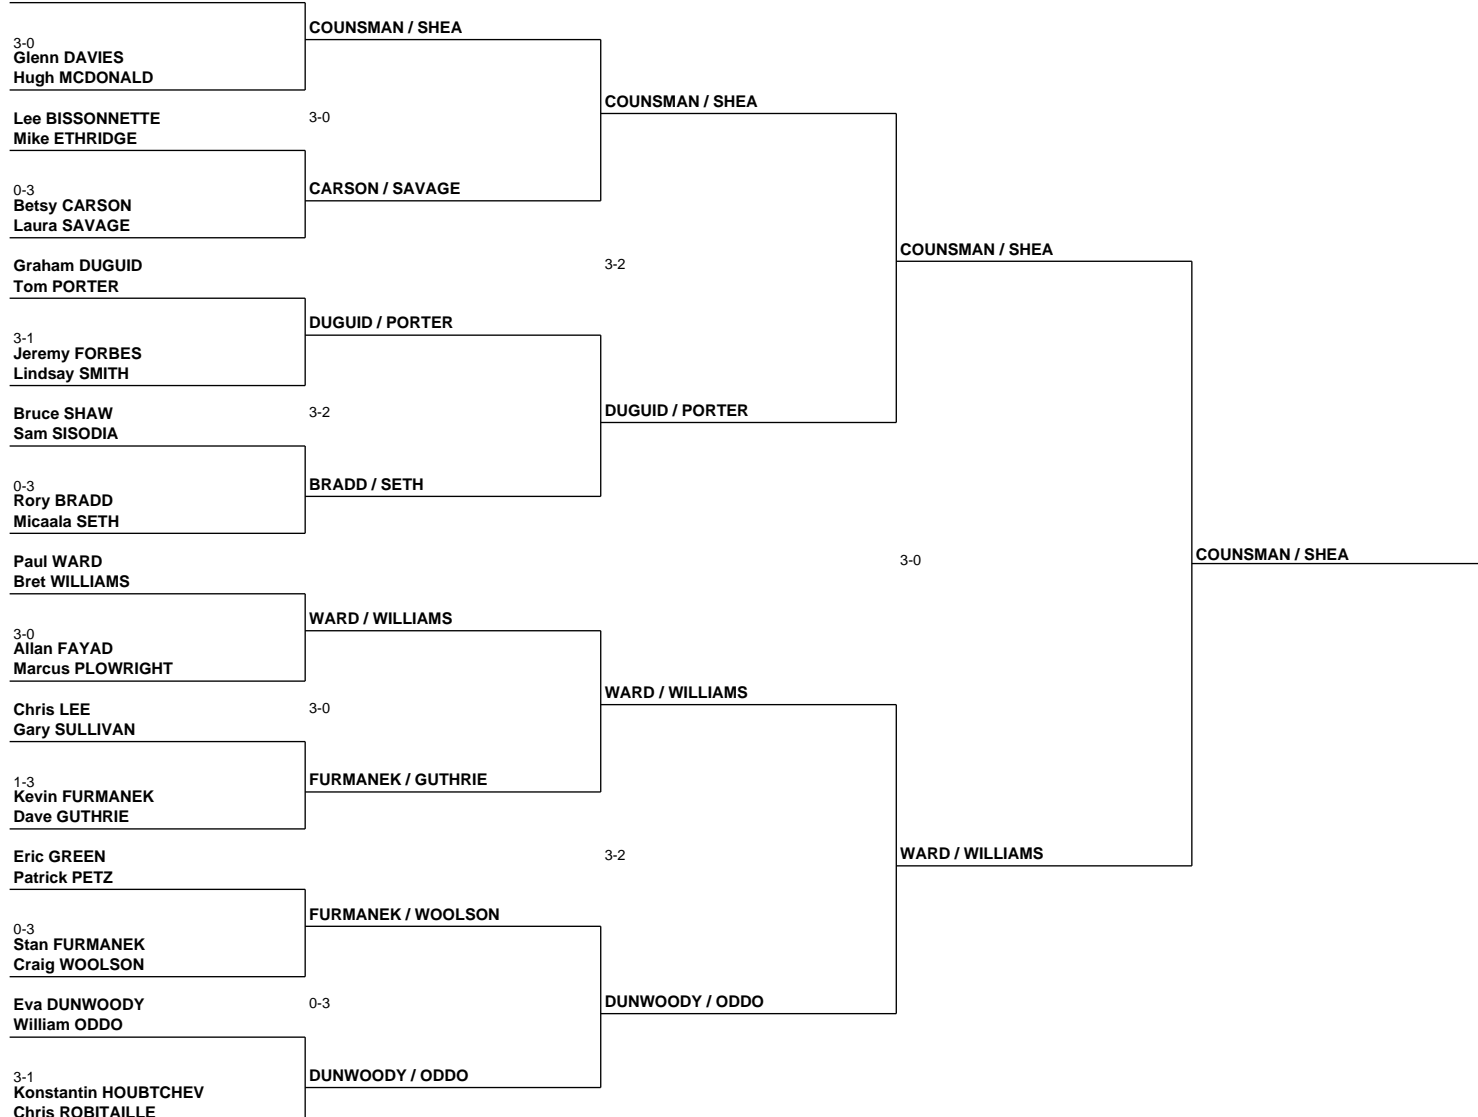 COUNSMAN / SHEA
3-0
Glenn DAVIES
Hugh MCDONALD
COUNSMAN / SHEA
Lee BISSONNETTE
3-0
Mike ETHRIDGE
CARSON / SAVAGE
0-3
Betsy CARSON
Laura SAVAGE
COUNSMAN / SHEA
Graham DUGUID
3-2
Tom PORTER
DUGUID / PORTER
3-1
Jeremy FORBES
Lindsay SMITH
Bruce SHAW
3-2
DUGUID / PORTER
Sam SISODIA
BRADD / SETH
0-3
Rory BRADD
Micaala SETH
COUNSMAN / SHEA
Paul WARD
3-0
Bret WILLIAMS
WARD / WILLIAMS
3-0
Allan FAYAD
Marcus PLOWRIGHT
WARD / WILLIAMS
Chris LEE
3-0
Gary SULLIVAN
FURMANEK / GUTHRIE
1-3
Kevin FURMANEK
Dave GUTHRIE
WARD / WILLIAMS
Eric GREEN
3-2
Patrick PETZ
FURMANEK / WOOLSON
0-3
Stan FURMANEK
Craig WOOLSON
DUNWOODY / ODDO
Eva DUNWOODY
0-3
William ODDO
DUNWOODY / ODDO
3-1
Konstantin HOUBTCHEV
Chris ROBITAILLE